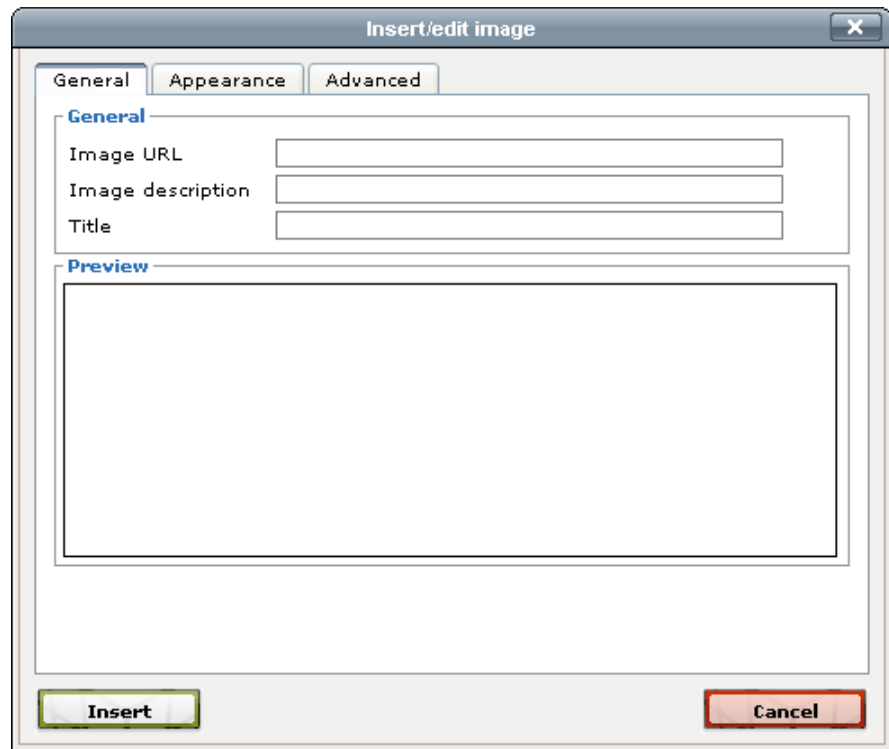 Insert/edit image
General Appearance Advanced
General
Image URL
Image description
Title
Preview
Insert Cancel